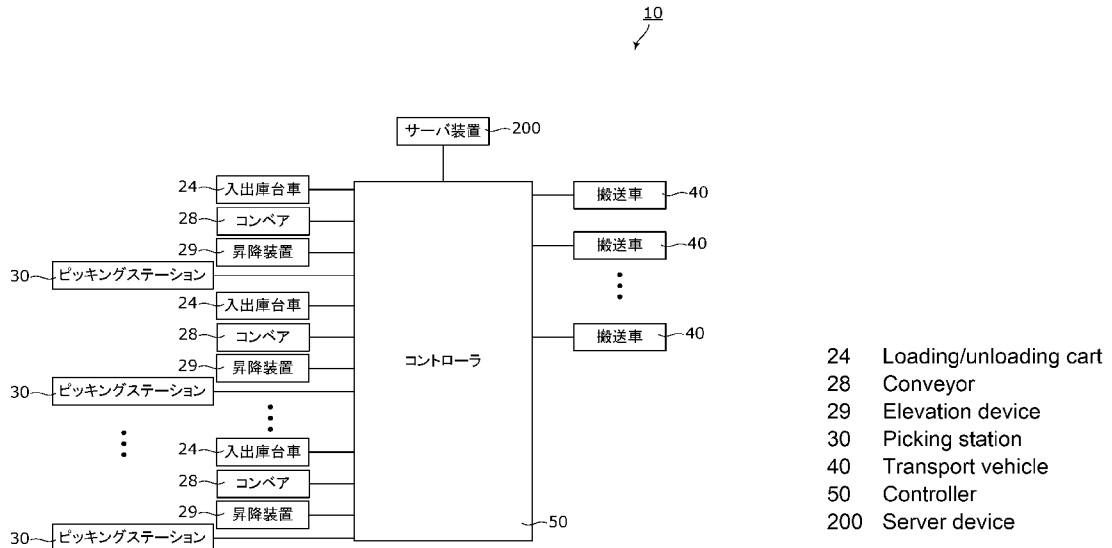 10
サーバ装置 200
24 入出庫台車
28 コンベア
29 昇降装置
30 ピッキングステーション
24 入出庫台車
28 コンベア
29 昇降装置
30 ピッキングステーション
24 入出庫台車
28 コンベア
29 昇降装置
30 ピッキングステーション
コントローラ
50
搬送車 40
搬送車 40
搬送車 40
24 Loading/unloading cart
28 Conveyor
29 Elevation device
30 Picking station
40 Transport vehicle
50 Controller
200 Server device